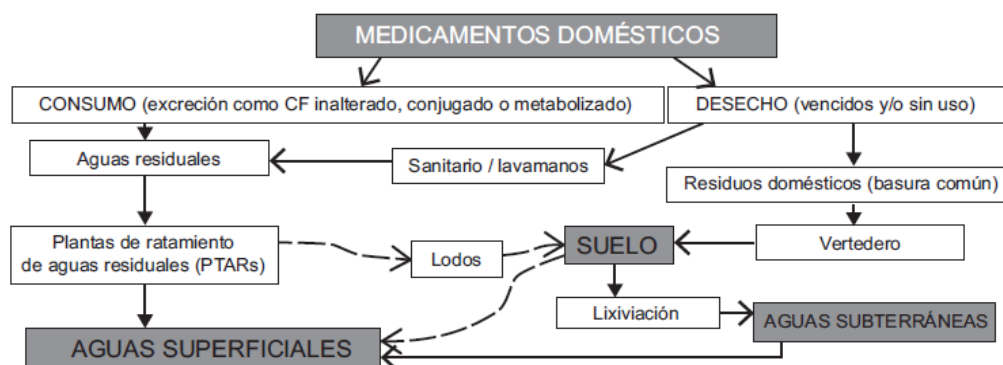 MEDICAMENTOS DOMÉSTICOS
CONSUMO (excreción como CF inalterado, conjugado o metabolizado)
DESECHO (vencidos y/o sin uso)
Aguas residuales
Sanitario / lavamanos
Residuos domésticos (basura común)
Plantas de ratamiento
de aguas residuales (PTARs)
Lodos
SUELO
Vertedero
Lixiviación
AGUAS SUBTERRÁNEAS
AGUAS SUPERFICIALES